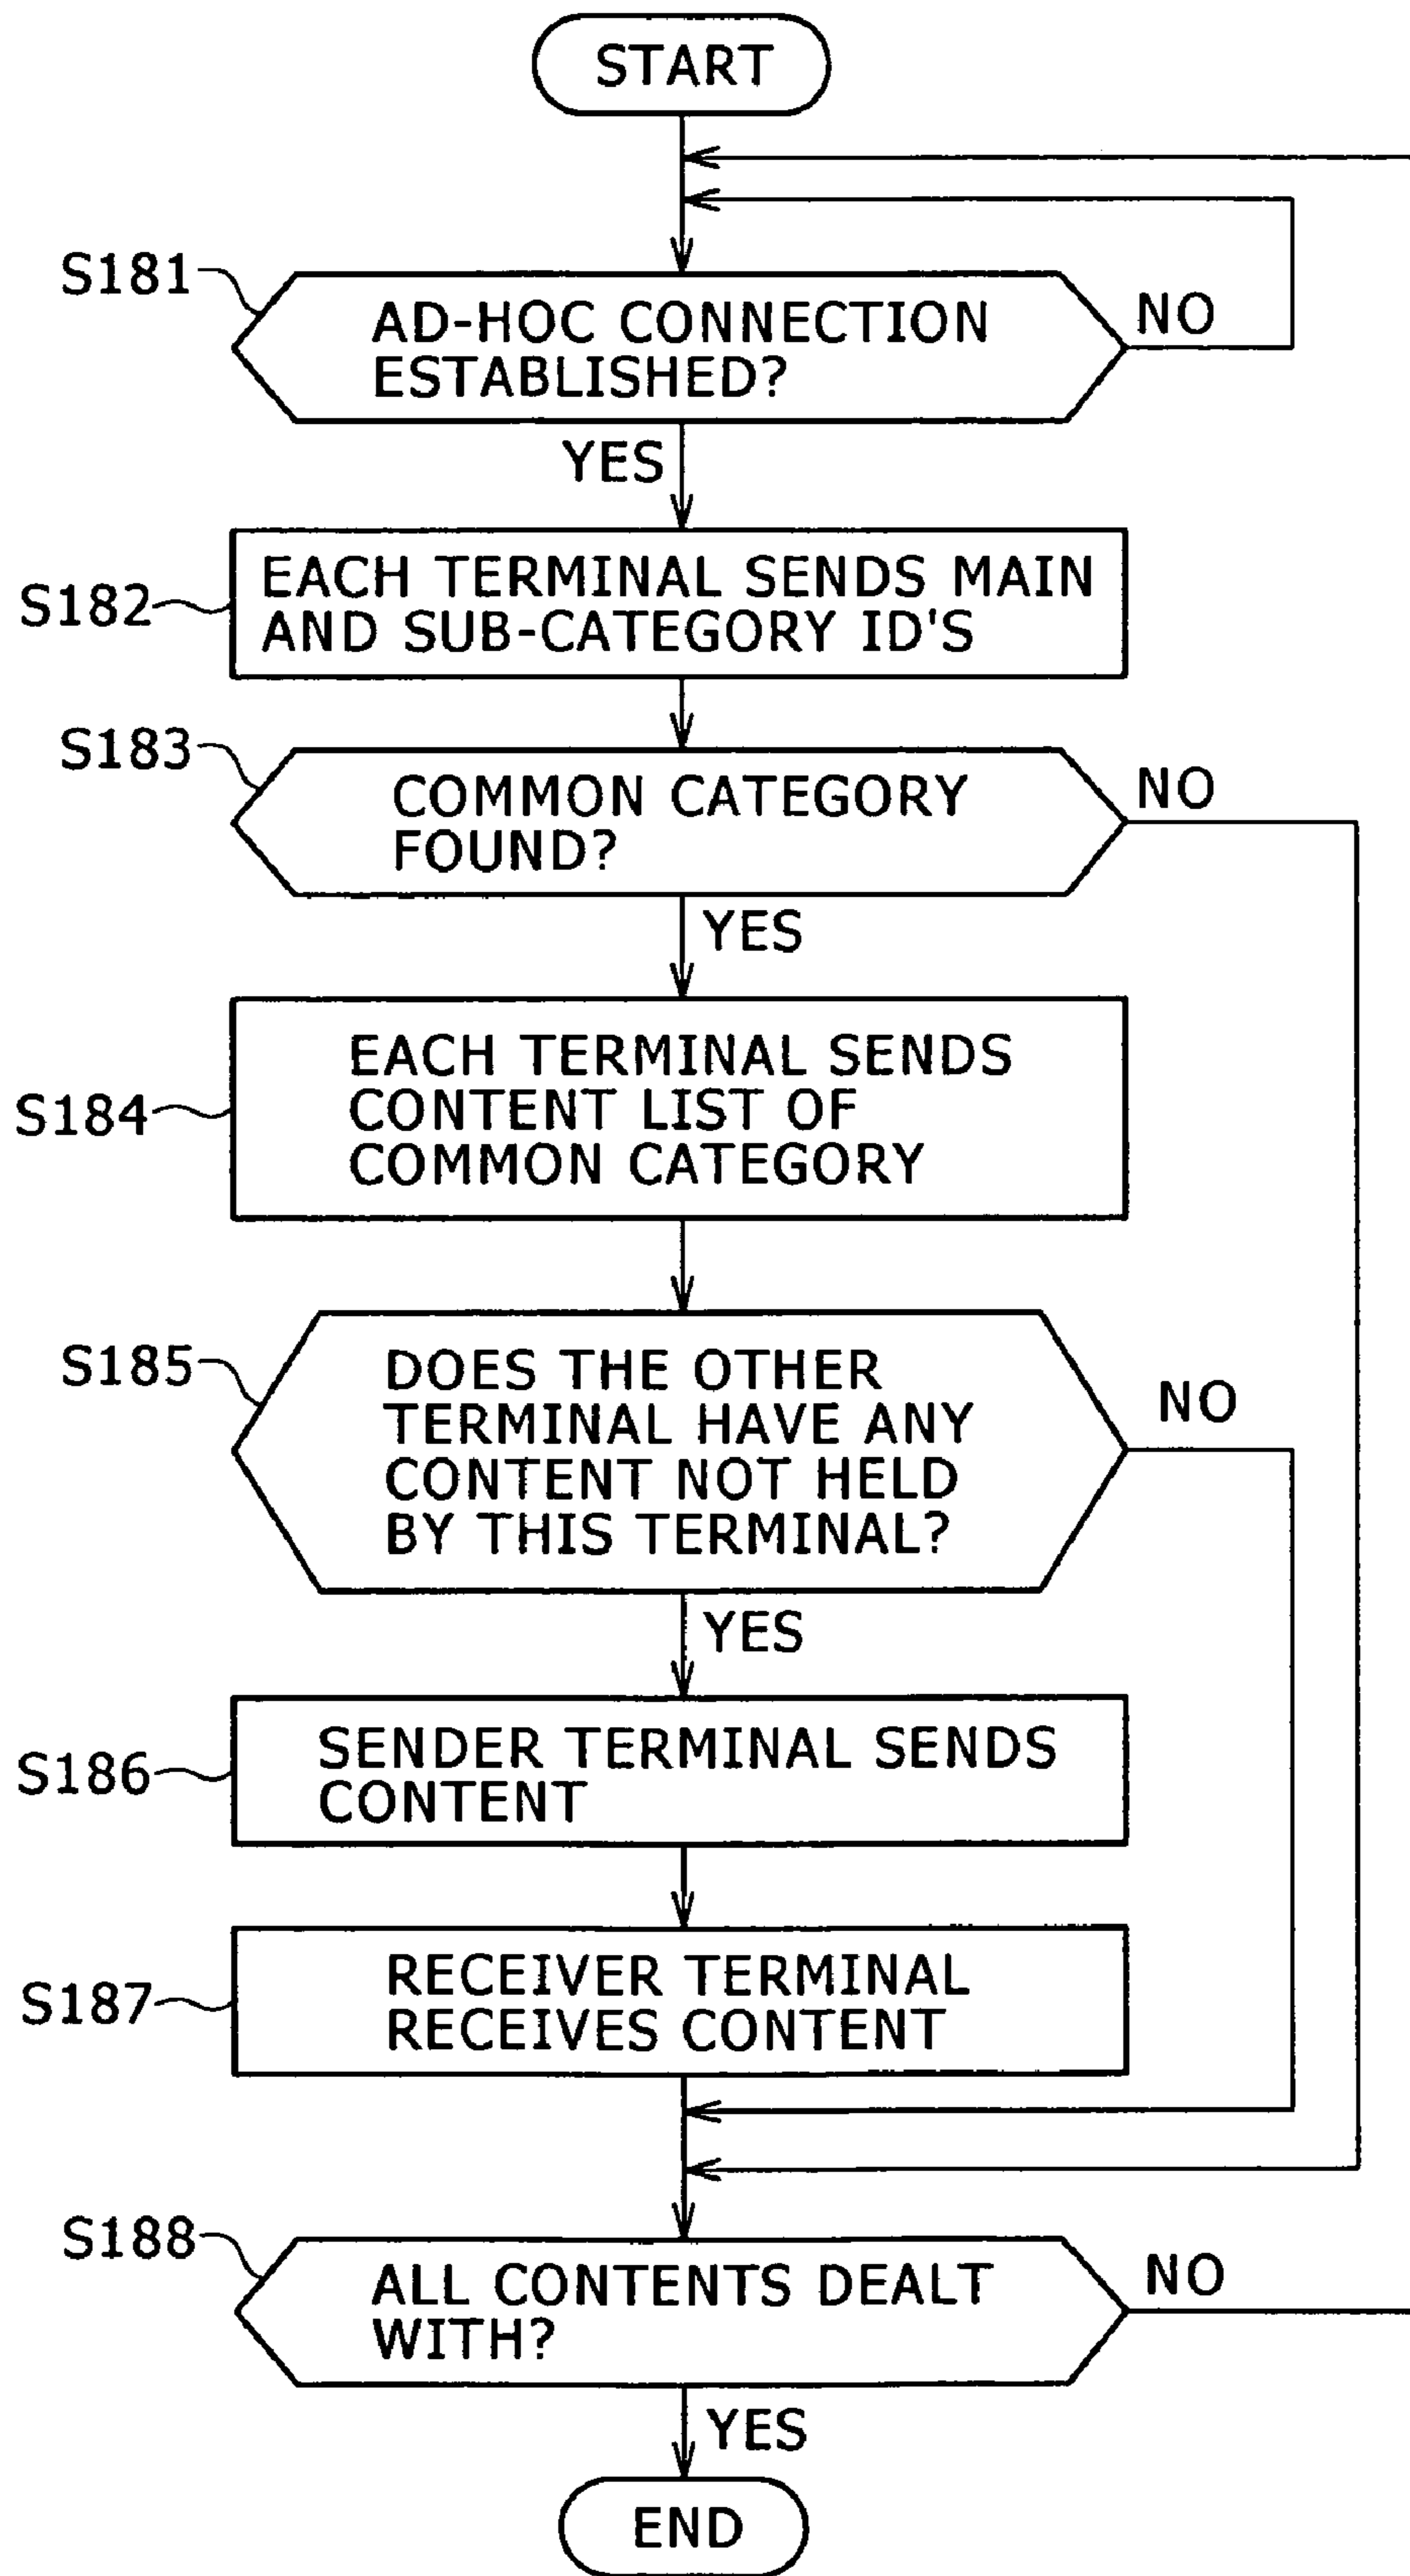 START
S181
AD-HOC CONNECTION
ESTABLISHED?
NO
YES
S182
EACH TERMINAL SENDS MAIN
AND SUB-CATEGORY ID'S
S183
COMMON CATEGORY
FOUND?
NO
YES
S184
EACH TERMINAL SENDS
CONTENT LIST OF
COMMON CATEGORY
S185
DOES THE OTHER
TERMINAL HAVE ANY
CONTENT NOT HELD
BY THIS TERMINAL?
NO
YES
S186
SENDER TERMINAL SENDS
CONTENT
S187
RECEIVER TERMINAL
RECEIVES CONTENT
S188
ALL CONTENTS DEALT
WITH?
NO
YES
END